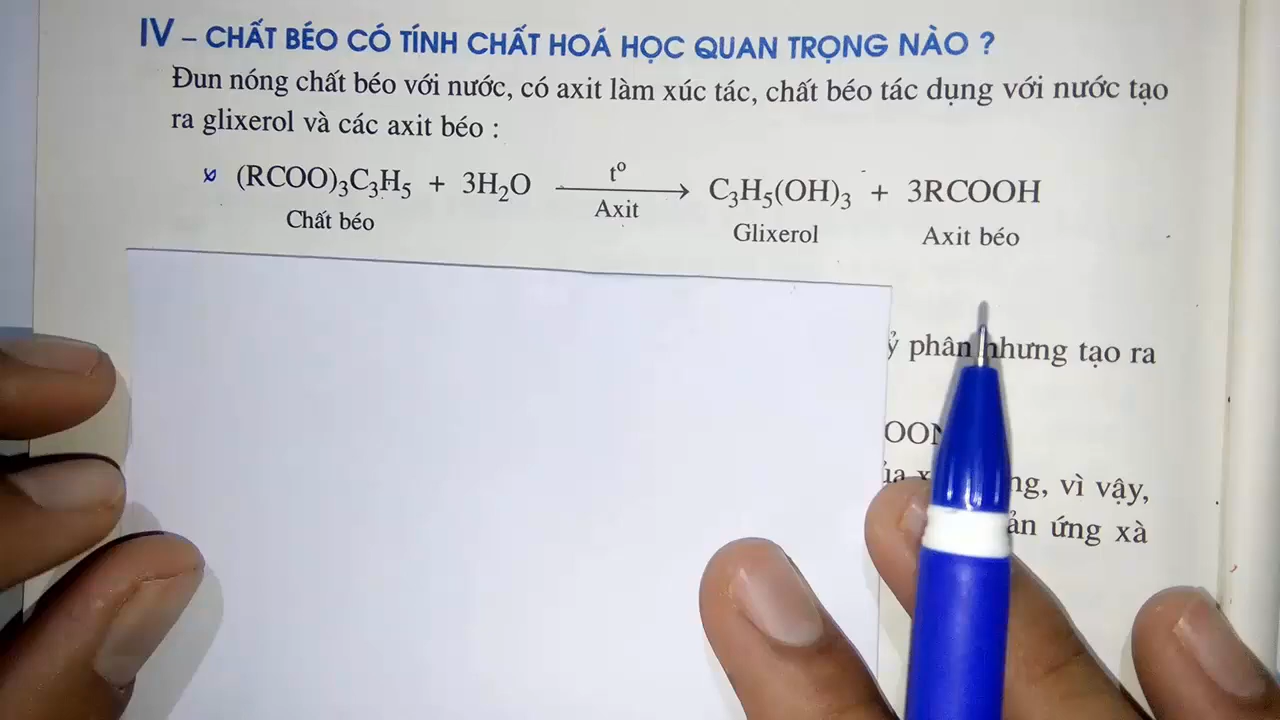 IV – CHẤT BÉO CÓ TÍNH CHẤT HOÁ HỌC QUAN TRỌNG NÀO ?
Đun nóng chất béo với nước, có axit làm xúc tác, chất béo tác dụng với nước tạo
ra glixerol và các axit béo :
(RCOO)₃C₃H₅ + 3H₂O →(t° / Axit) C₃H₅(OH)₃ + 3RCOOH
Chất béo Glixerol Axit béo
phân nhưng tạo ra
vì vậy,
ứng xà